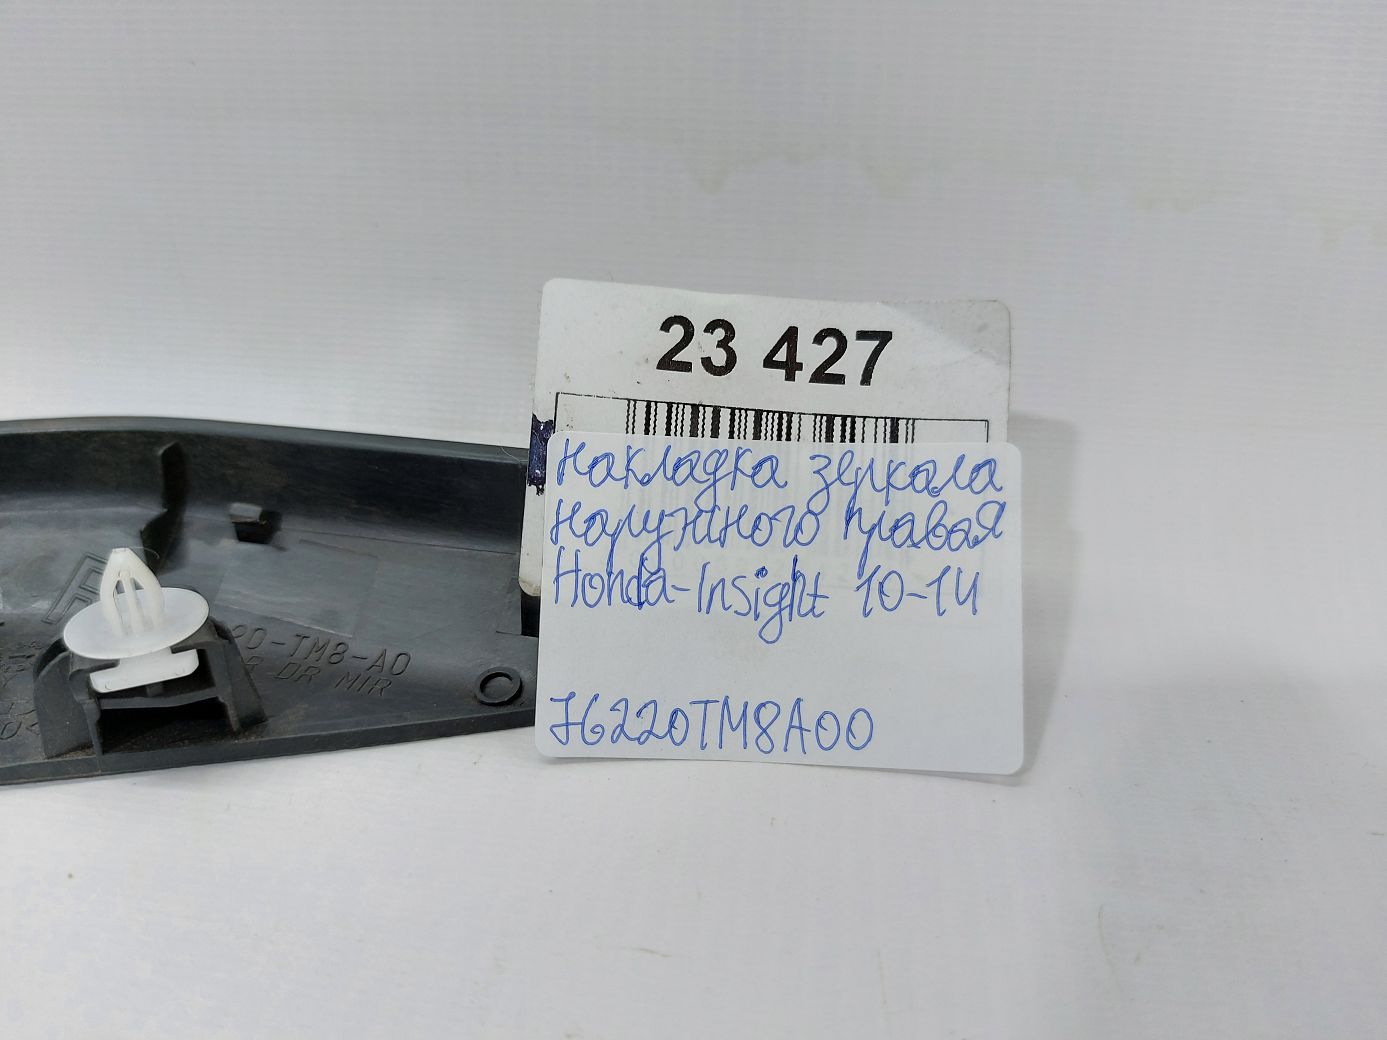 23 427
Накладка зеркала
наружного правая
Honda-Insight 10-14
76220TM8A00
20-TM8-A0
R DR MIR